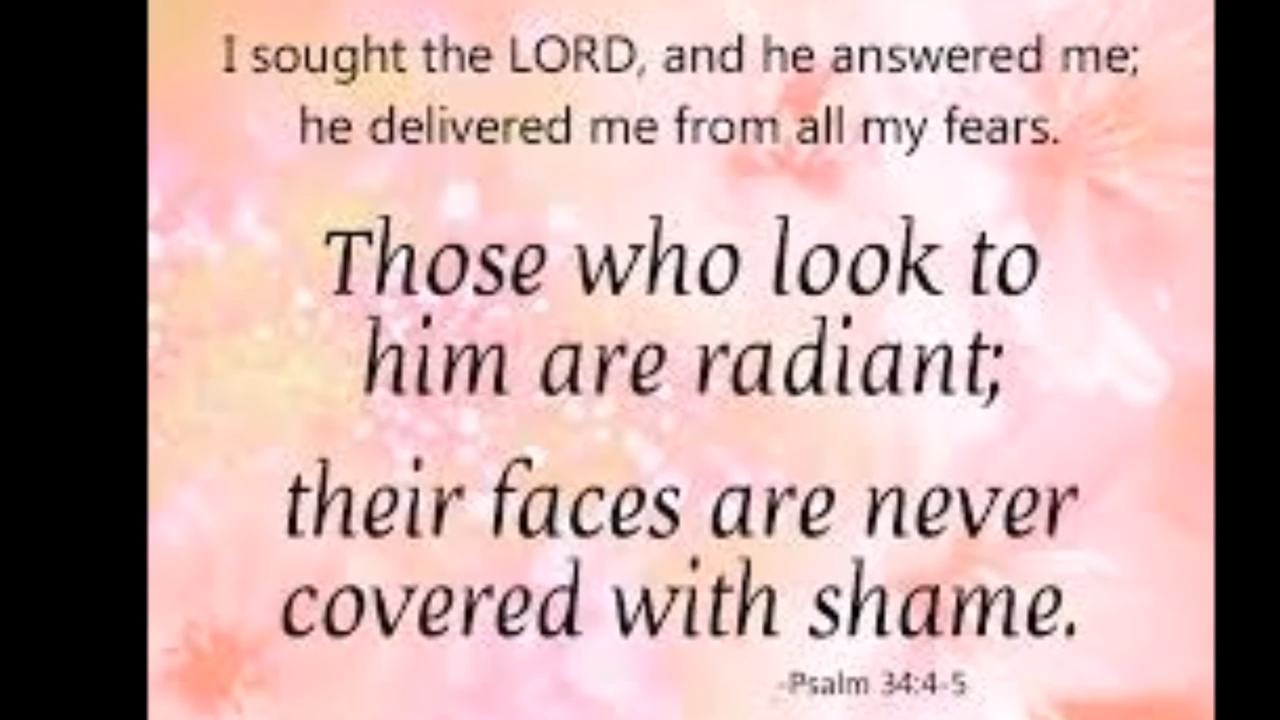 I sought the LORD, and he answered me;
he delivered me from all my fears.
Those who look to
him are radiant;
their faces are never
covered with shame.
-Psalm 34:4-5